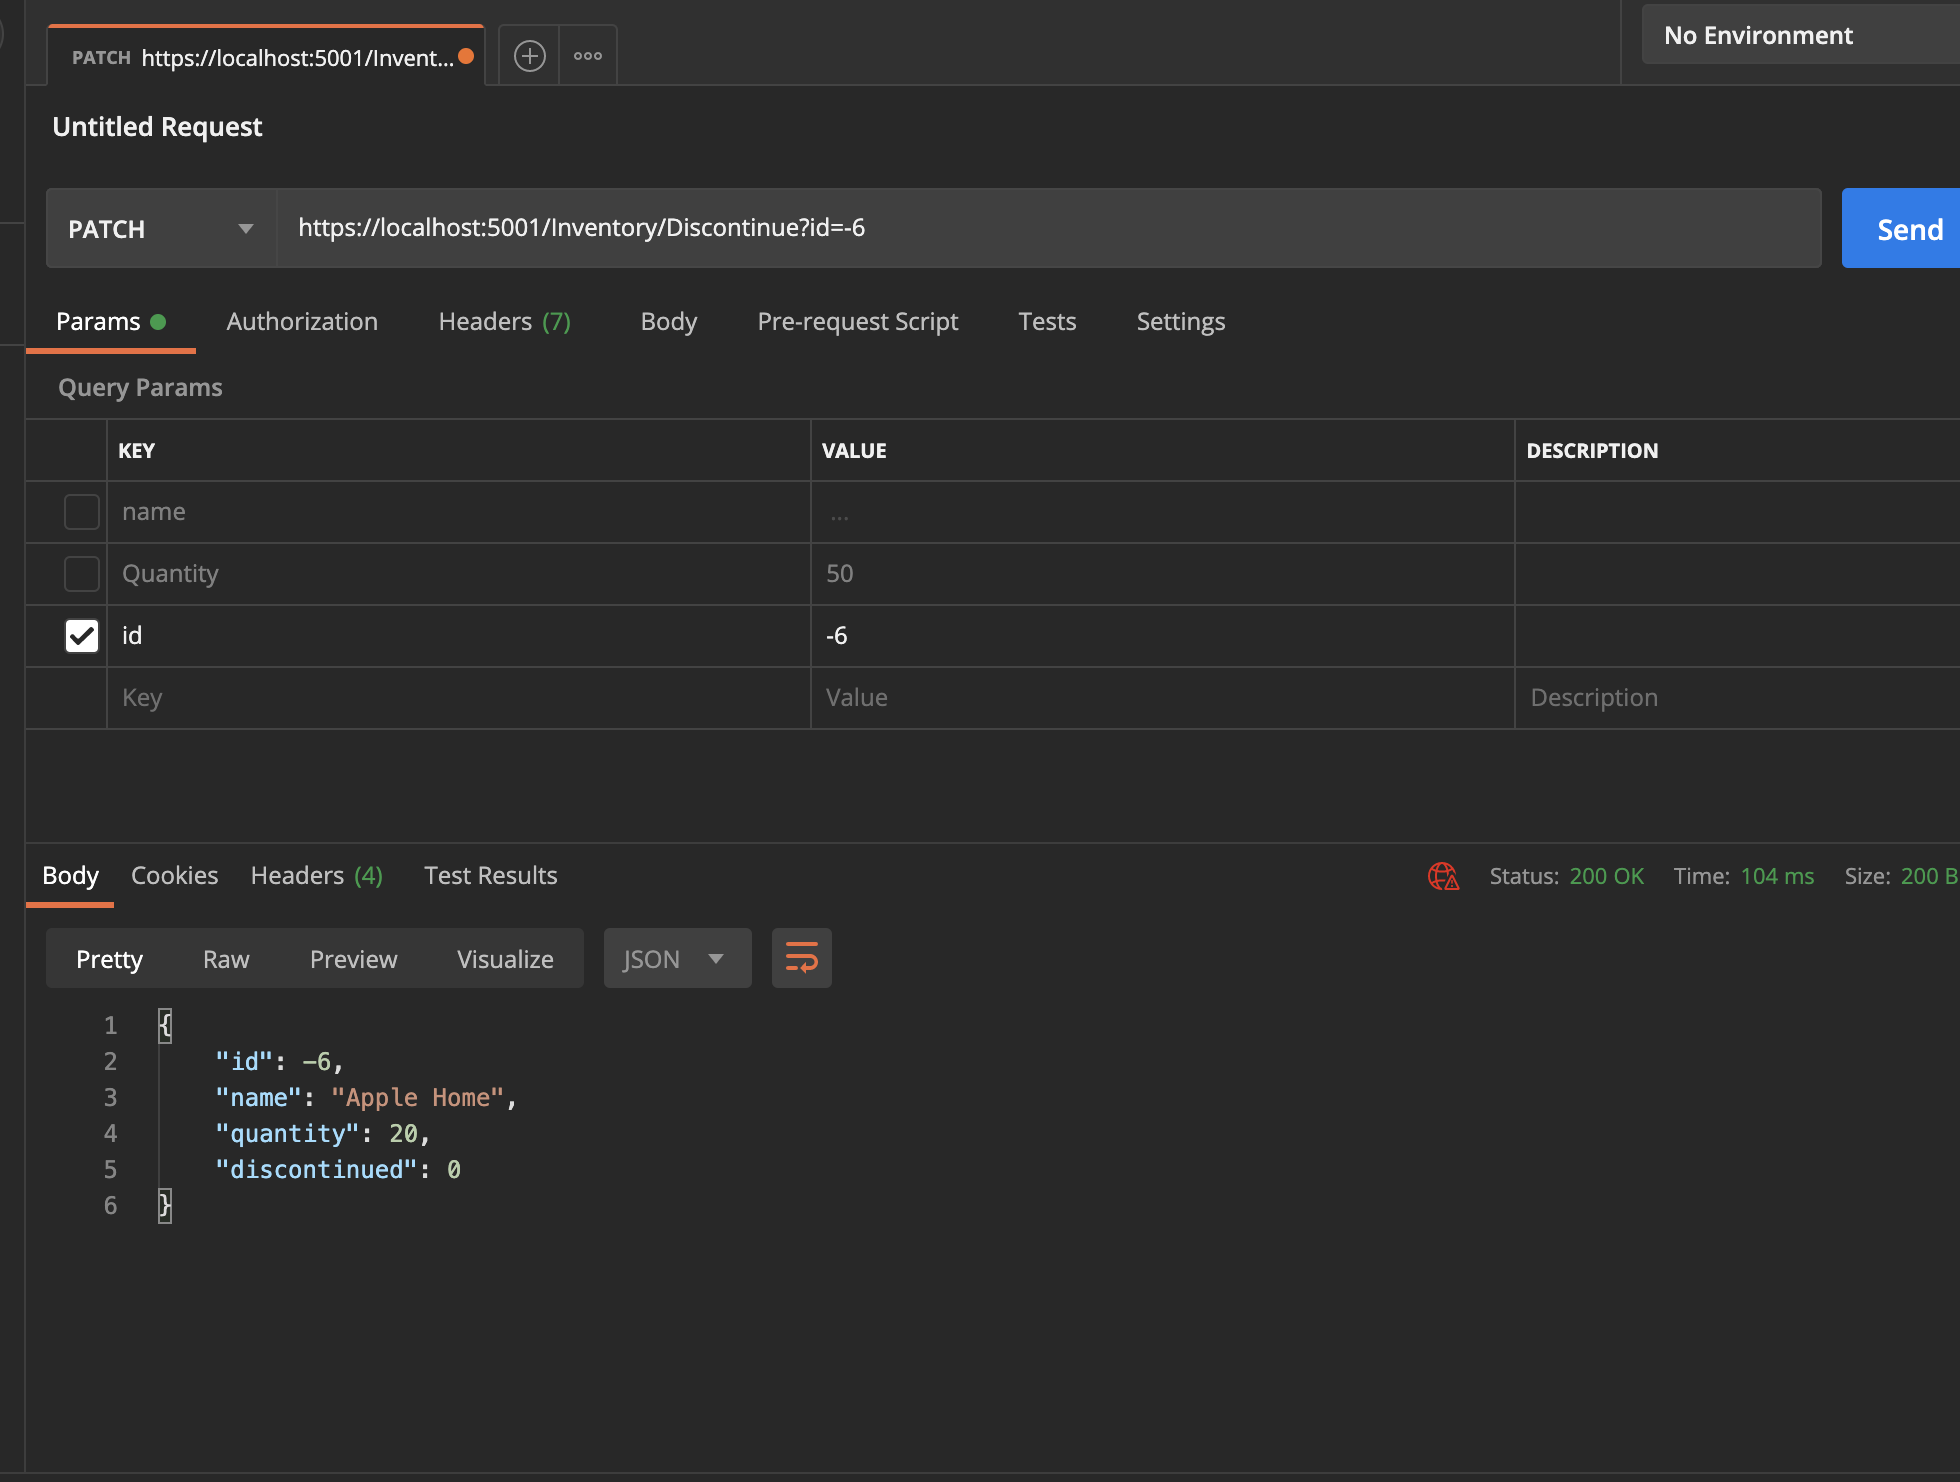 PATCH https://localhost:5001/Invent...
No Environment
Untitled Request
PATCH https://localhost:5001/Inventory/Discontinue?id=-6 Send
Params Authorization Headers (7) Body Pre-request Script Tests Settings
Query Params
KEY VALUE DESCRIPTION
name ...
Quantity 50
id -6
Key Value Description
Body Cookies Headers (4) Test Results Status: 200 OK Time: 104 ms Size: 200 B
Pretty Raw Preview Visualize JSON
1 {
2 "id": -6,
3 "name": "Apple Home",
4 "quantity": 20,
5 "discontinued": 0
6 }